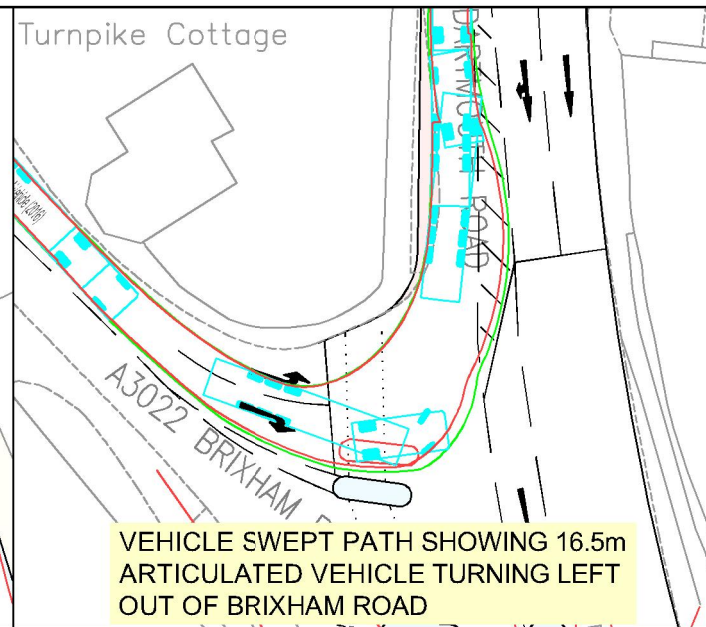 Turnpike Cottage
DARTMOUTH ROAD
A3022 BRIXHAM
VEHICLE SWEPT PATH SHOWING 16.5m
ARTICULATED VEHICLE TURNING LEFT
OUT OF BRIXHAM ROAD